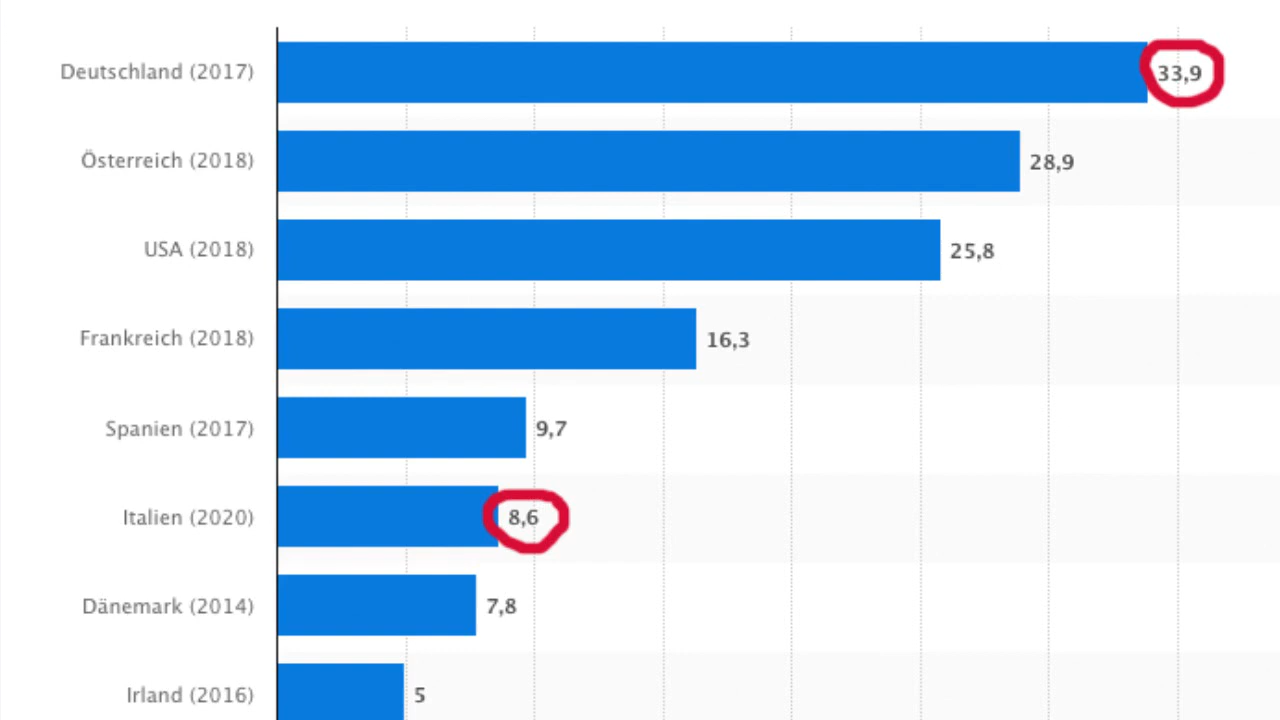 Deutschland (2017) 33,9
Österreich (2018) 28,9
USA (2018) 25,8
Frankreich (2018) 16,3
Spanien (2017) 9,7
Italien (2020) 8,6
Dänemark (2014) 7,8
Irland (2016) 5